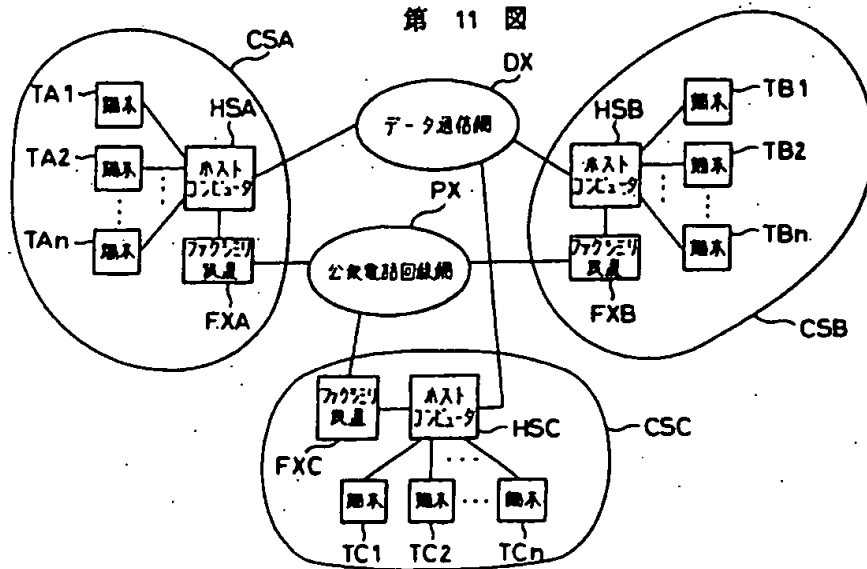 第 11 図
CSA
DX
TA1
端末
HSA
データ通信網
HSB
端末
TB1
TA2
端末
ホスト
コンピュータ
ホスト
コンピュータ
端末
TB2
PX
TAn
端末
ファクシミリ
装置
公衆電話回線網
ファクシミリ
装置
端末
TBn
FXA
FXB
CSB
ファクシミリ
装置
ホスト
コンピュータ
HSC
CSC
FXC
端末
端末
端末
TC1
TC2
TCn